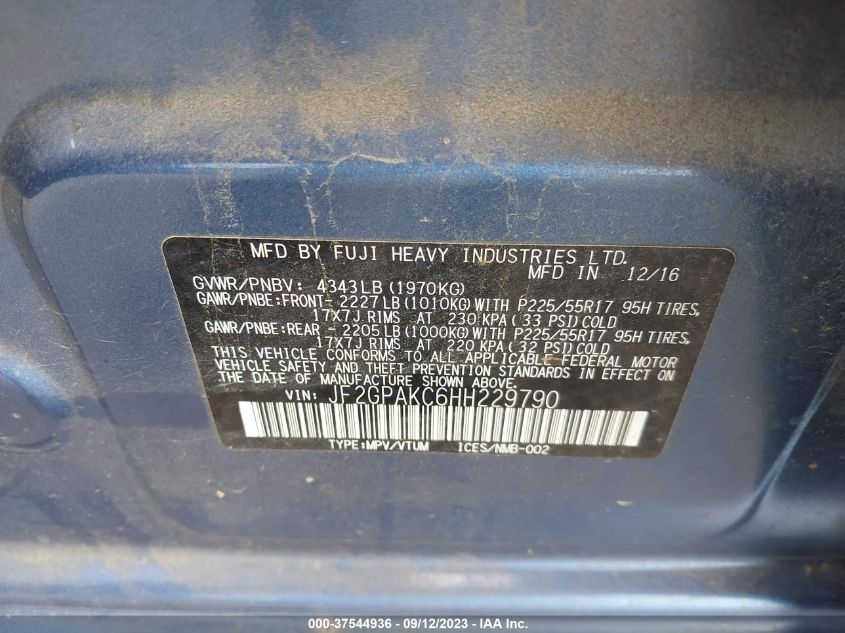 MFD BY FUJI HEAVY INDUSTRIES LTD.
MFD IN 12/16
GVWR/PNBV: 4343LB (1970KG)
GAWR/PNBE:FRONT- 2227LB (1010KG) WITH P225/55R17 95H TIRES,
17X7J RIMS AT 230 KPA ( 33 PSI) COLD
GAWR/PNBE:REAR - 2205LB (1000KG) WITH P225/55R17 95H TIRES,
17X7J RIMS AT 220 KPA ( 32 PSI) COLD
THIS VEHICLE CONFORMS TO ALL APPLICABLE FEDERAL MOTOR
VEHICLE SAFETY AND THEFT PREVENTION STANDARDS IN EFFECT ON
THE DATE OF MANUFACTURE SHOWN ABOVE.
VIN: JF2GPAKC6HH229790
TYPE:MPV/VTUM ICES/NMB-002
000-37544936 - 09/12/2023 - IAA Inc.